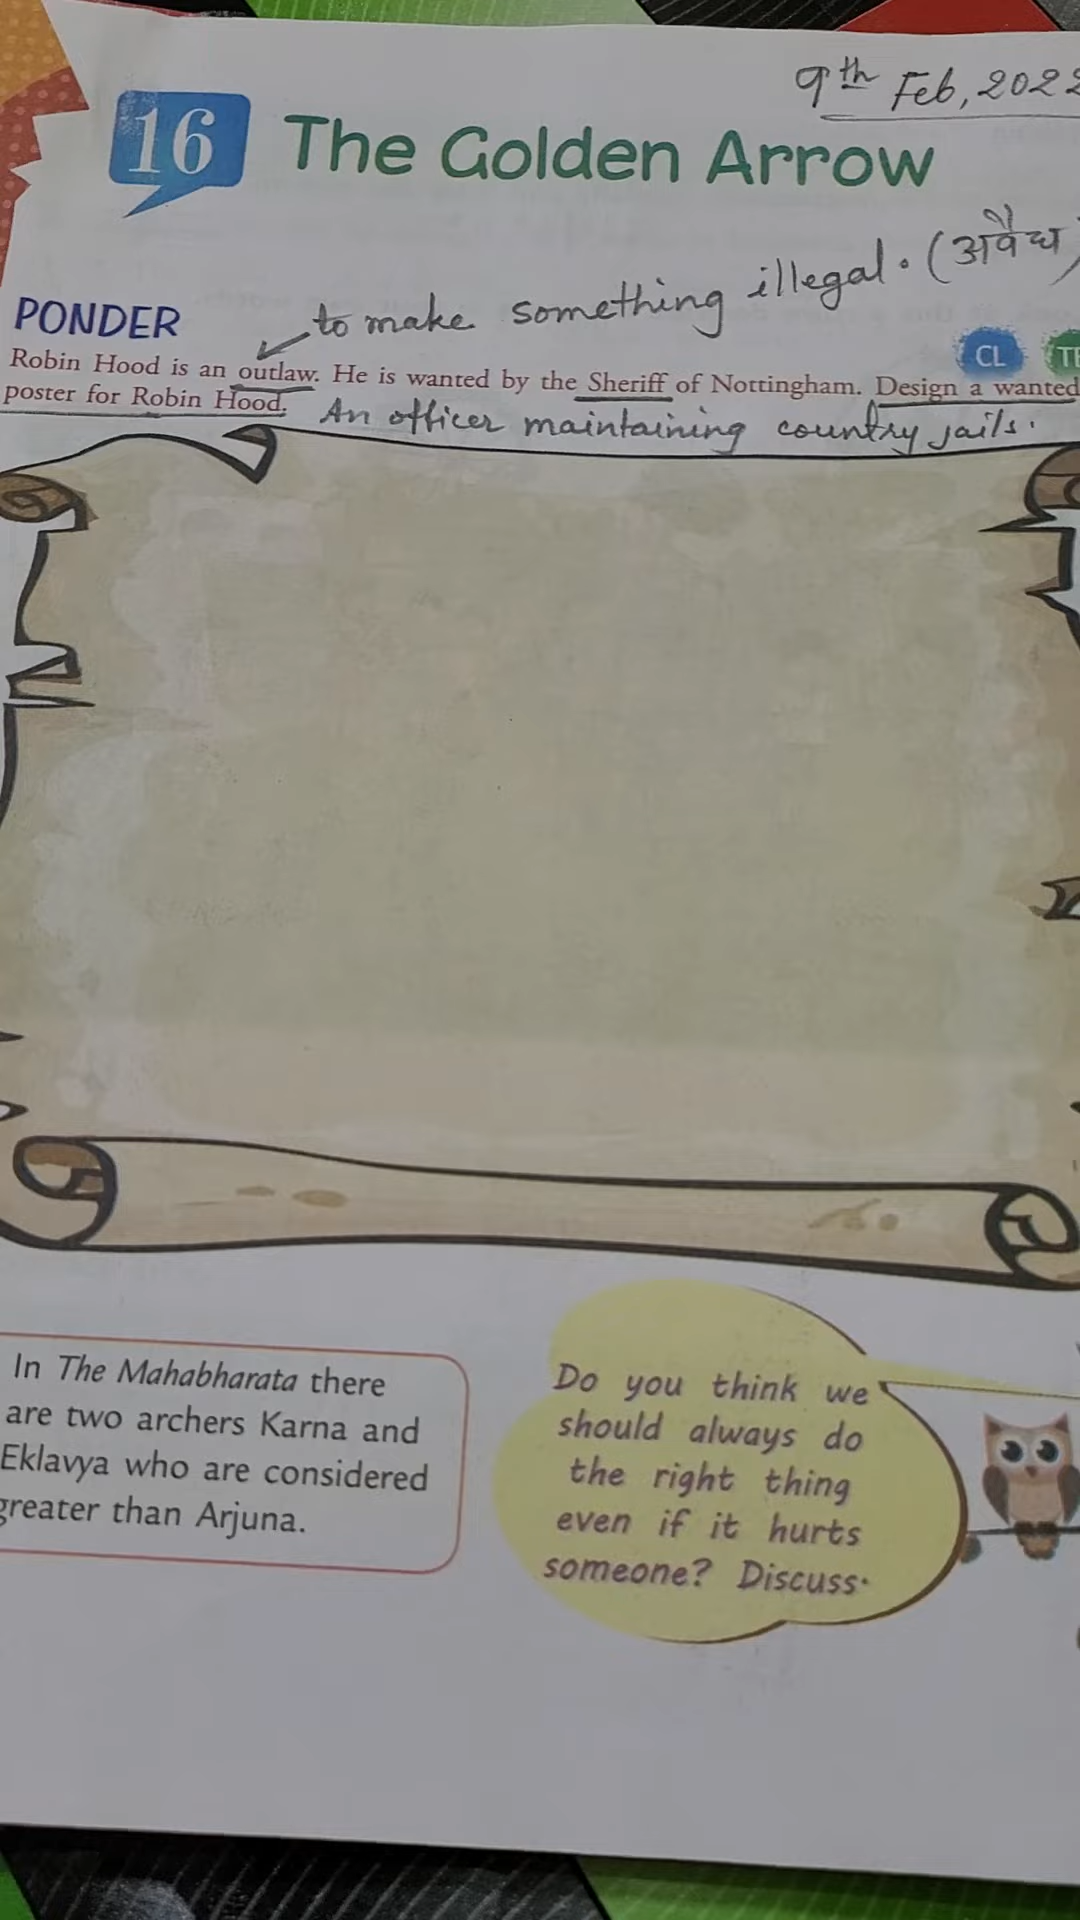 9th Feb, 2022
16 The Golden Arrow
to make something illegal. (अवैध)
PONDER
CL
Robin Hood is an outlaw. He is wanted by the Sheriff of Nottingham. Design a wanted
poster for Robin Hood.
An officer maintaining country jails.
In The Mahabharata there
are two archers Karna and
Eklavya who are considered
greater than Arjuna.
Do you think we
should always do
the right thing
even if it hurts
someone? Discuss.